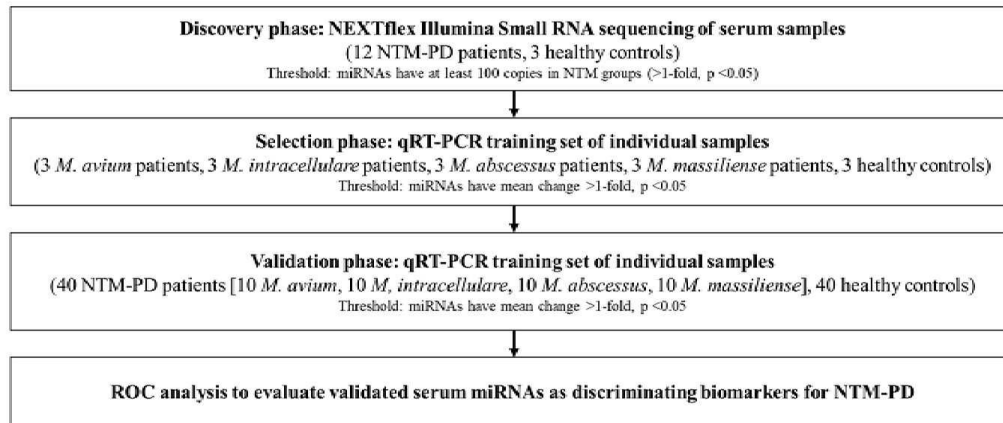 Discovery phase: NEXTflex Illumina Small RNA sequencing of serum samples
(12 NTM-PD patients, 3 healthy controls)
Threshold: miRNAs have at least 100 copies in NTM groups (>1-fold, p <0.05)
Selection phase: qRT-PCR training set of individual samples
(3 M. avium patients, 3 M. intracellulare patients, 3 M. abscessus patients, 3 M. massiliense patients, 3 healthy controls)
Threshold: miRNAs have mean change >1-fold, p <0.05
Validation phase: qRT-PCR training set of individual samples
(40 NTM-PD patients [10 M. avium, 10 M, intracellulare, 10 M. abscessus, 10 M. massiliense], 40 healthy controls)
Threshold: miRNAs have mean change >1-fold, p <0.05
ROC analysis to evaluate validated serum miRNAs as discriminating biomarkers for NTM-PD